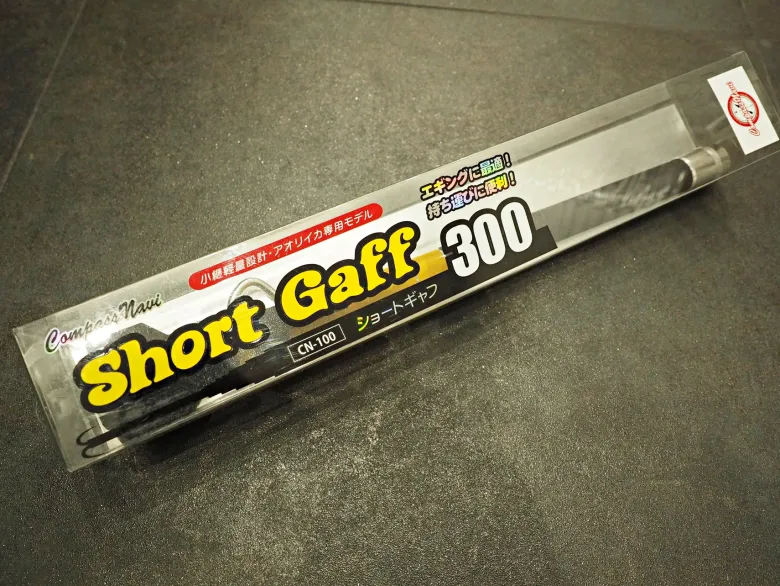 エギングに最適！
持ち運びに便利！
小継軽量設計・アオリイカ専用モデル
Compass Navi
Short Gaff 300
CN-100 ショートギャフ